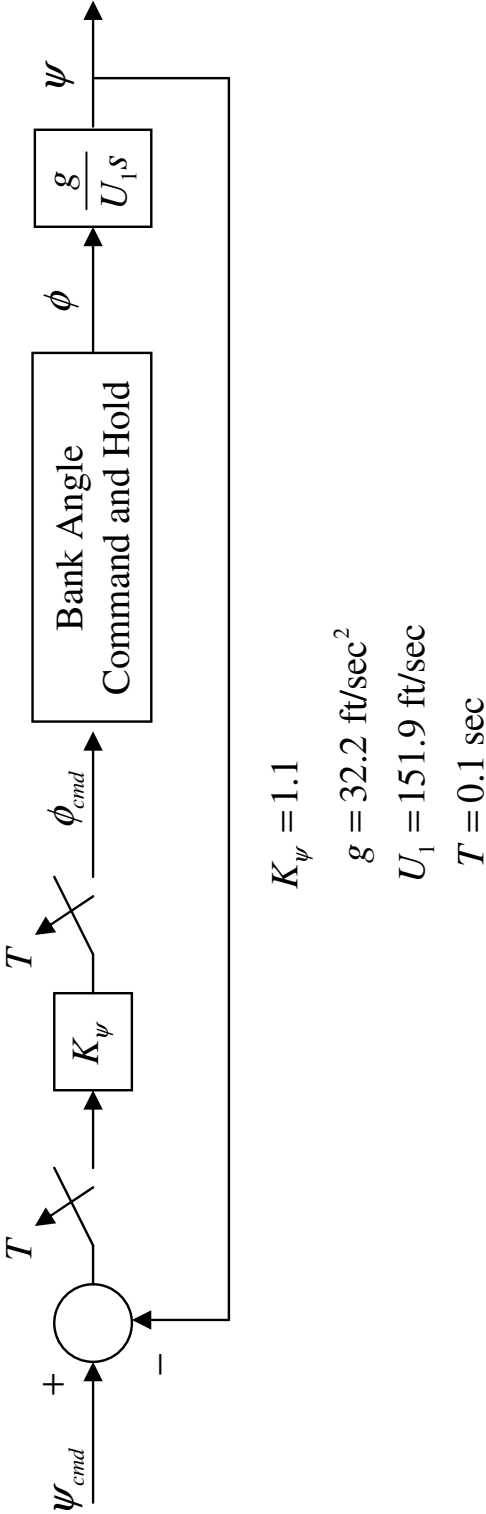 ψ_cmd
+
−
T
K_ψ
T
ϕ_cmd
Bank Angle
Command and Hold
ϕ
g
U₁s
ψ
K_ψ = 1.1
g = 32.2 ft/sec²
U₁ = 151.9 ft/sec
T = 0.1 sec